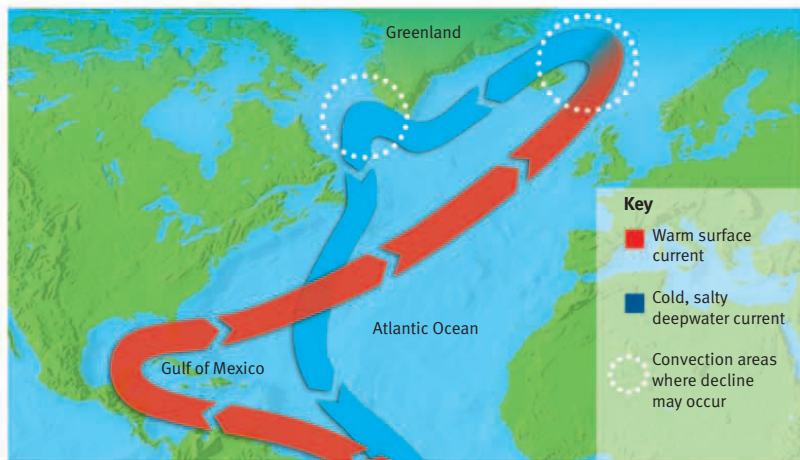 Greenland
Gulf of Mexico
Atlantic Ocean
Key
Warm surface
current
Cold, salty
deepwater current
Convection areas
where decline
may occur